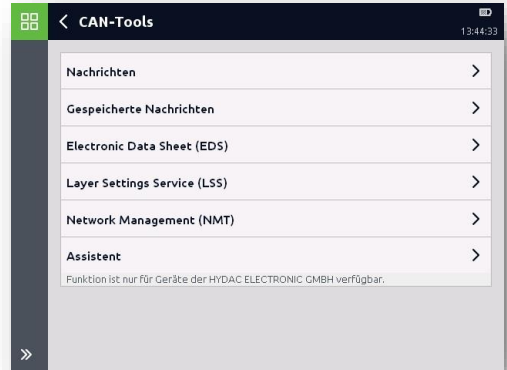 CAN-Tools
13:44:33
Nachrichten
Gespeicherte Nachrichten
Electronic Data Sheet (EDS)
Layer Settings Service (LSS)
Network Management (NMT)
Assistent
Funktion ist nur für Geräte der HYDAC ELECTRONIC GMBH verfügbar.